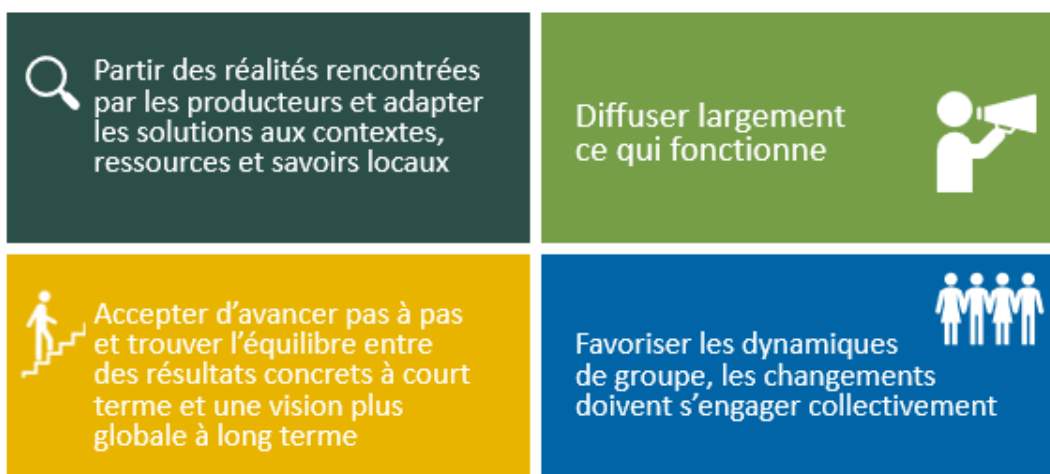 Partir des réalités rencontrées
par les producteurs et adapter
les solutions aux contextes,
ressources et savoirs locaux
Diffuser largement
ce qui fonctionne
Accepter d’avancer pas à pas
et trouver l’équilibre entre
des résultats concrets à court
terme et une vision plus
globale à long terme
Favoriser les dynamiques
de groupe, les changements
doivent s’engager collectivement